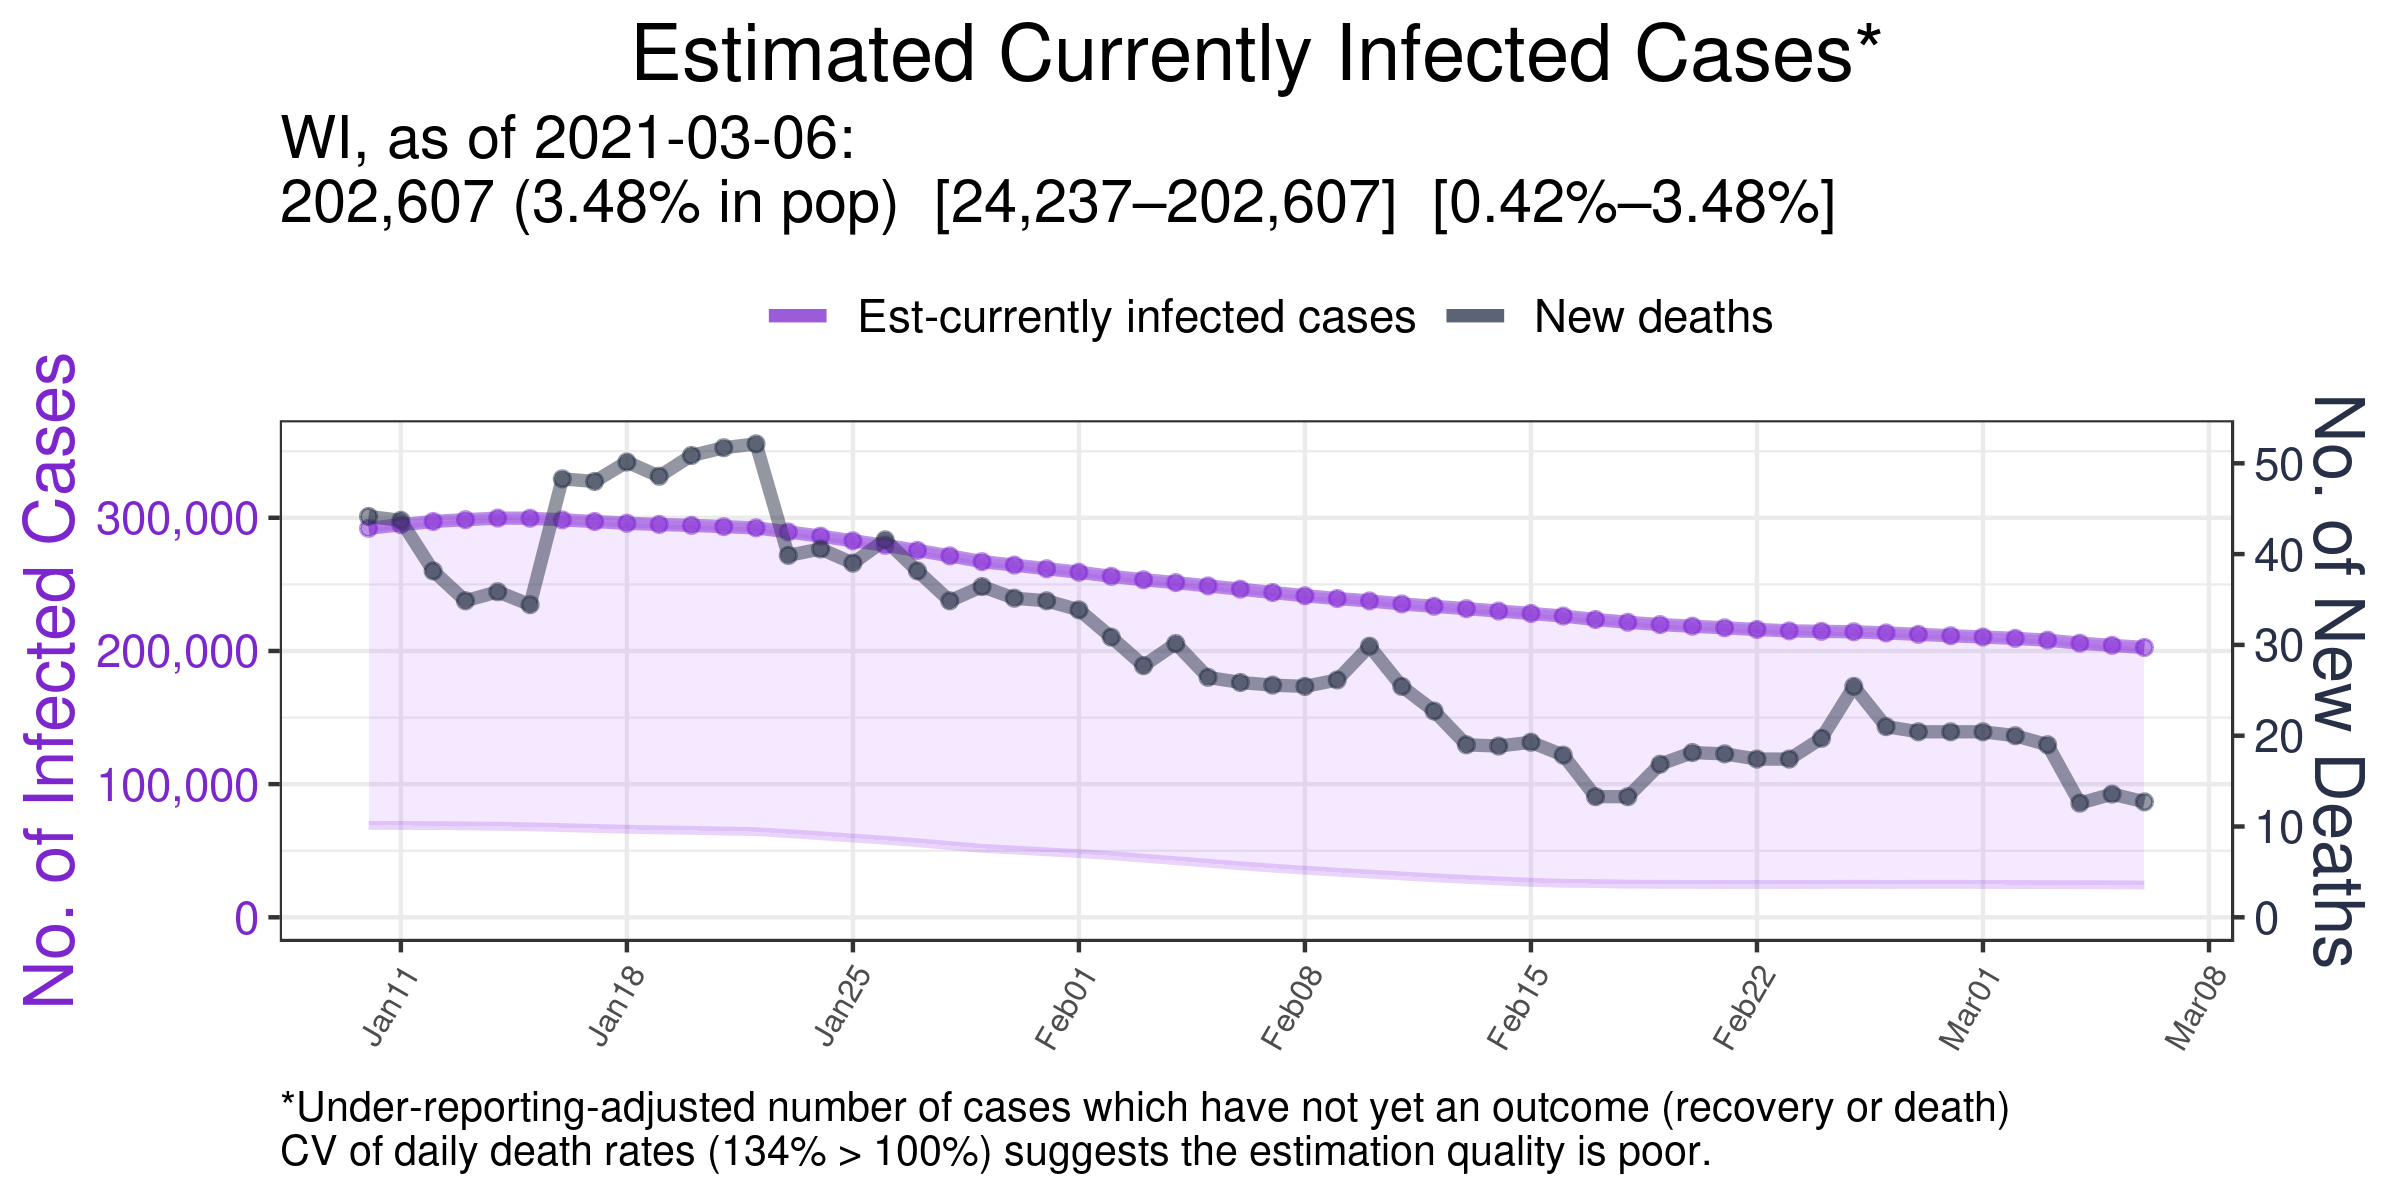 Estimated Currently Infected Cases*
WI, as of 2021-03-06:
202,607 (3.48% in pop) [24,237–202,607] [0.42%–3.48%]
Est-currently infected cases
New deaths
No. of Infected Cases
300,000
200,000
100,000
0
50
40
30
20
10
0
No. of New Deaths
Jan11
Jan18
Jan25
Feb01
Feb08
Feb15
Feb22
Mar01
Mar08
*Under-reporting-adjusted number of cases which have not yet an outcome (recovery or death)
CV of daily death rates (134% > 100%) suggests the estimation quality is poor.